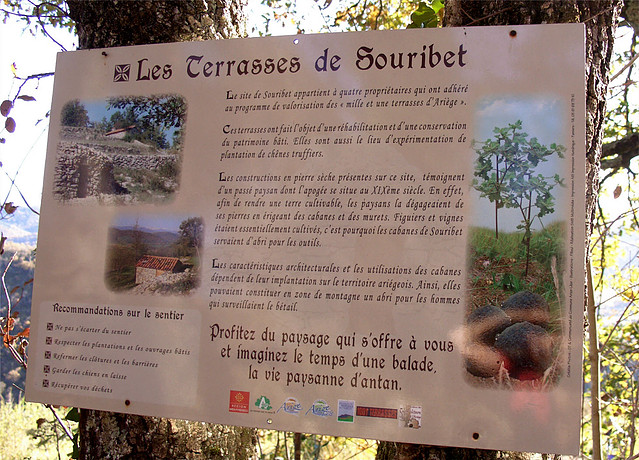 Les Terrasses de Souribet
Le site de Souribet appartient à quatre propriétaires qui ont adhéré
au programme de valorisation des « mille et une terrasses d'Ariège ».
Ces terrasses ont fait l'objet d'une réhabilitation et d'une conservation
du patrimoine bâti. Elles sont aussi le lieu d'expérimentation de
plantation de chênes truffiers.
Les constructions en pierre sèche présentes sur ce site, témoignent
d'un passé paysan dont l'apogée se situe au XIXème siècle. En effet,
afin de rendre une terre cultivable, les paysans la dégageaient de
ses pierres en érigeant des cabanes et des murets. Figuiers et vignes
étaient essentiellement cultivés, c'est pourquoi les cabanes de Souribet
servaient d'abri pour les outils.
Les caractéristiques architecturales et les utilisations des cabanes
dépendent de leur implantation sur le territoire ariégeois. Ainsi, elles
pouvaient constituer en zone de montagne un abri pour les hommes
qui surveillaient le bétail.
Profitez du paysage qui s'offre à vous
et imaginez le temps d'une balade,
la vie paysanne d'antan.
Recommandations sur le sentier
Ne pas s'écarter du sentier
Respecter les plantations et les ouvrages bâtis
Refermer les clôtures et les barrières
Garder les chiens en laisse
Récupérer nos déchets